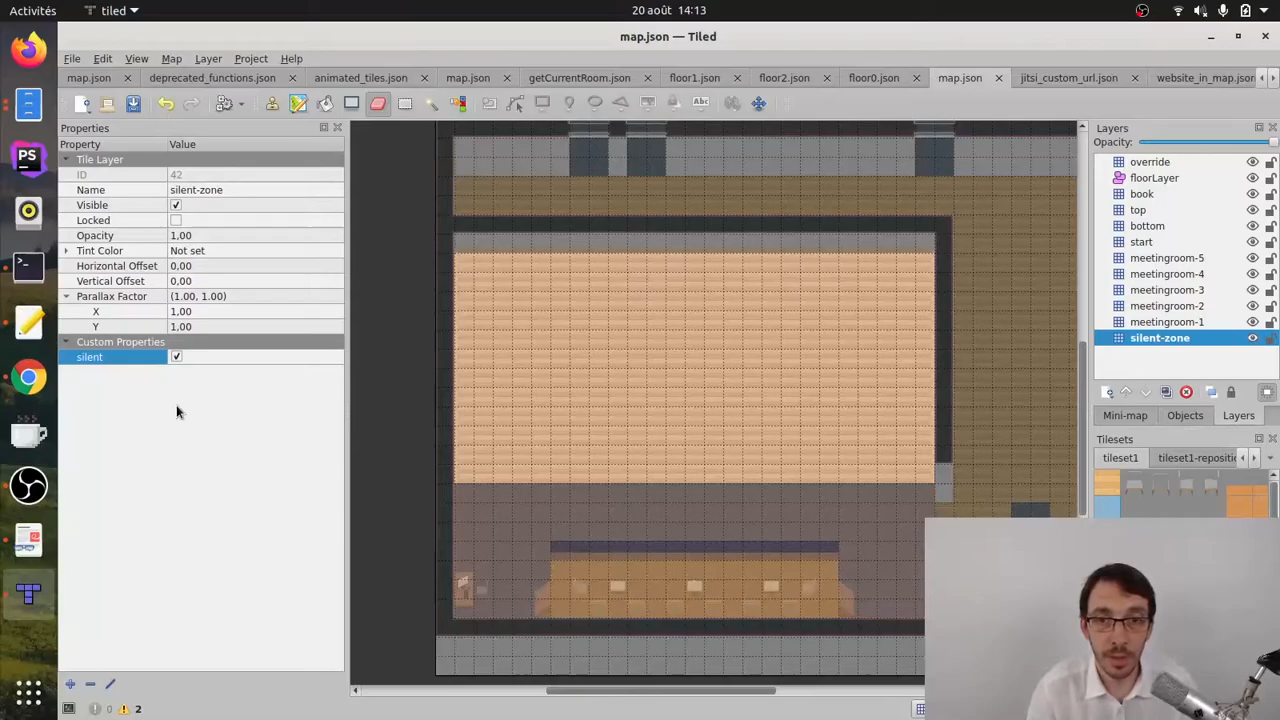 Activités
tiled
20 août 14:13
map.json — Tiled
File Edit View Map Layer Project Help
map.json
deprecated_functions.json
animated_tiles.json
map.json
getCurrentRoom.json
floor1.json
floor2.json
floor0.json
map.json
jitsi_custom_url.json
website_in_map.json
Abc
Properties
Property Value
Tile Layer
ID 42
Name silent-zone
Visible
Locked
Opacity 1,00
Tint Color Not set
Horizontal Offset 0,00
Vertical Offset 0,00
Parallax Factor (1.00, 1.00)
X 1,00
Y 1,00
Custom Properties
silent
2
Layers
Opacity:
override
floorLayer
book
top
bottom
start
meetingroom-5
meetingroom-4
meetingroom-3
meetingroom-2
meetingroom-1
silent-zone
Mini-map Objects Layers
Tilesets
tileset1 tileset1-repositi
PS